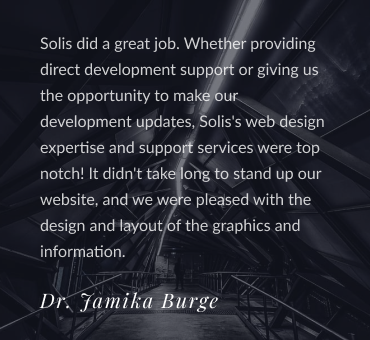 Solis did a great job. Whether providing
direct development support or giving us
the opportunity to make our
development updates, Solis's web design
expertise and support services were top
notch! It didn't take long to stand up our
website, and we were pleased with the
design and layout of the graphics and
information.
Dr. Jamika Burge